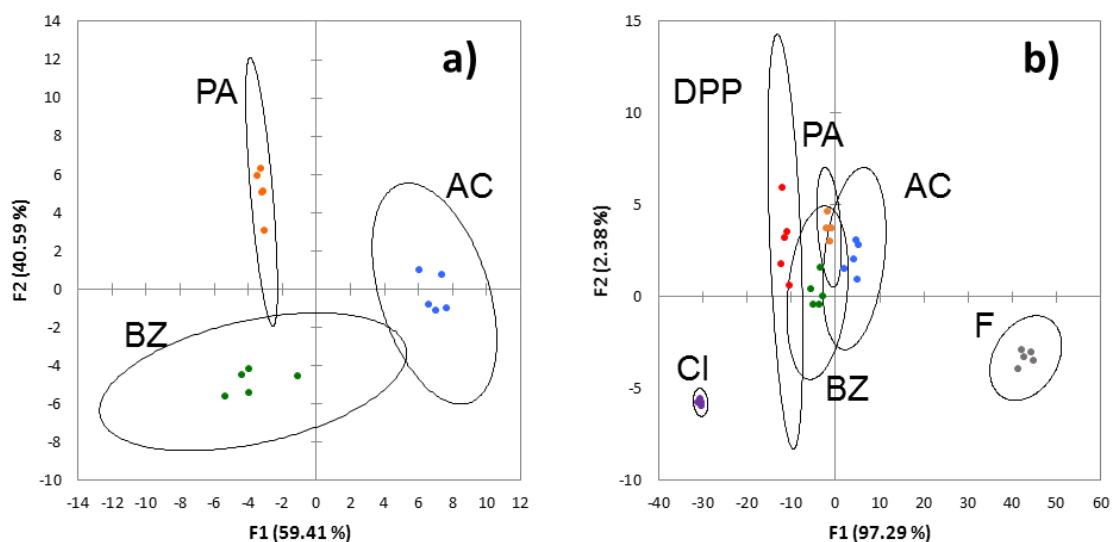 a)
14
12
10
8
6
4
2
0
-2
-4
-6
-8
-10
F2 (40.59 %)
PA
AC
BZ
-14 -12 -10 -8 -6 -4 -2 0 2 4 6 8 10 12
F1 (59.41 %)
b)
15
10
5
0
-5
-10
F2 (2.38%)
DPP
PA
AC
F
Cl
BZ
-40 -30 -20 -10 0 10 20 30 40 50 60
F1 (97.29 %)